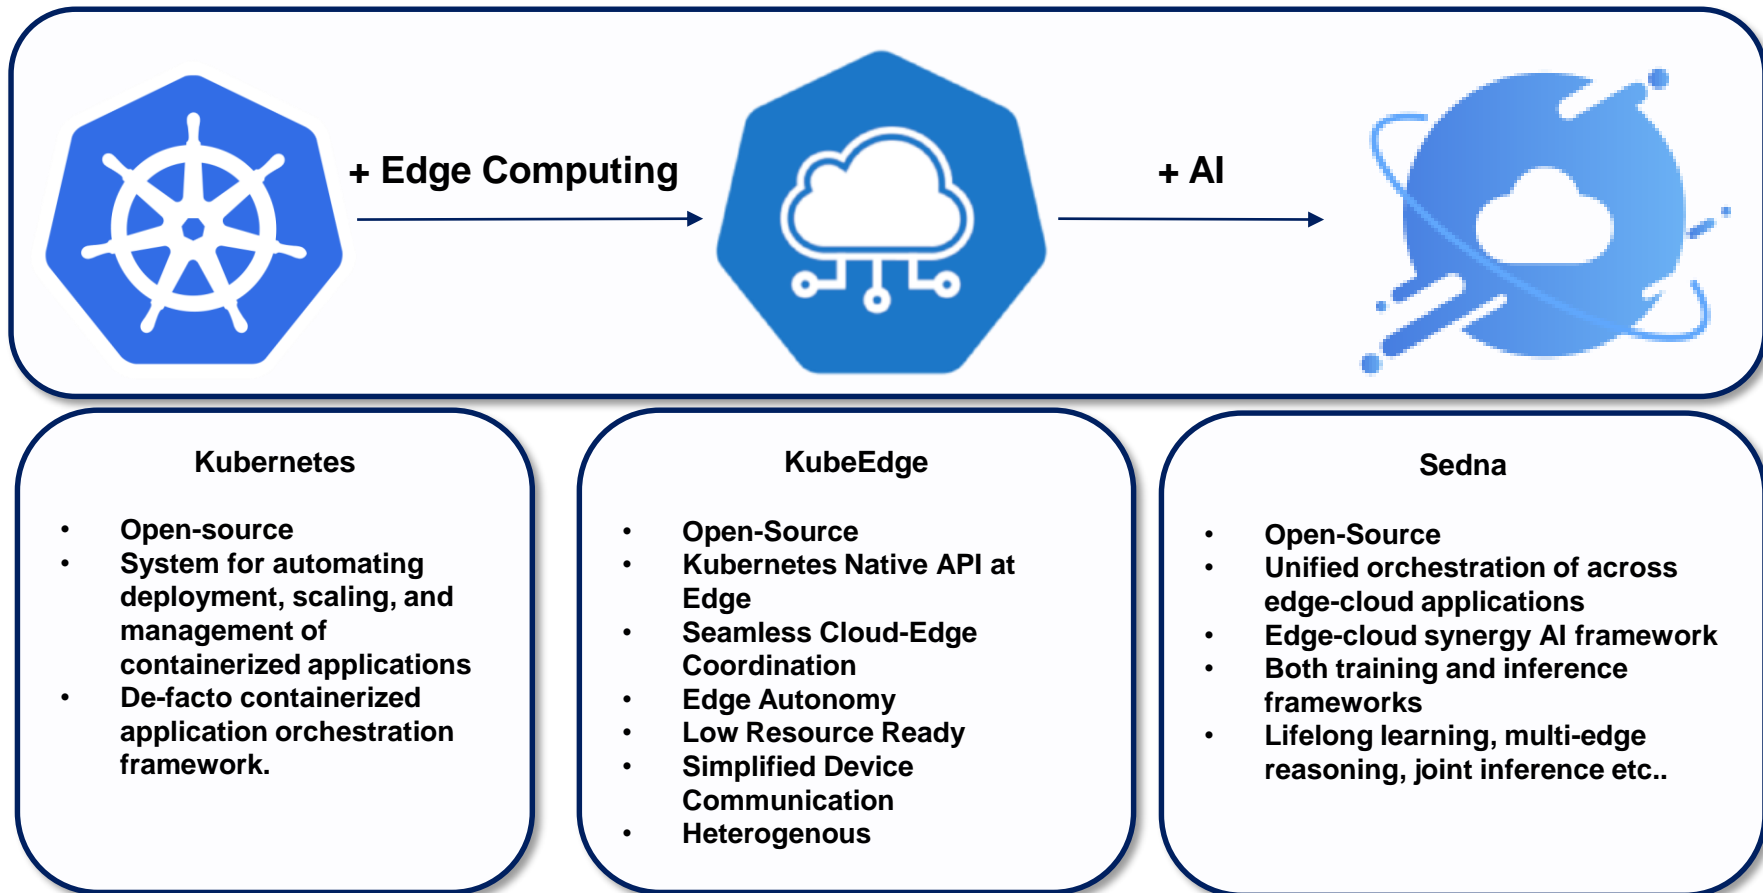 + Edge Computing
+ AI
Kubernetes
• Open-source
• System for automating
deployment, scaling, and
management of
containerized applications
• De-facto containerized
application orchestration
framework.
KubeEdge
• Open-Source
• Kubernetes Native API at
Edge
• Seamless Cloud-Edge
Coordination
• Edge Autonomy
• Low Resource Ready
• Simplified Device
Communication
• Heterogenous
Sedna
• Open-Source
• Unified orchestration of across
edge-cloud applications
• Edge-cloud synergy AI framework
• Both training and inference
frameworks
• Lifelong learning, multi-edge
reasoning, joint inference etc..